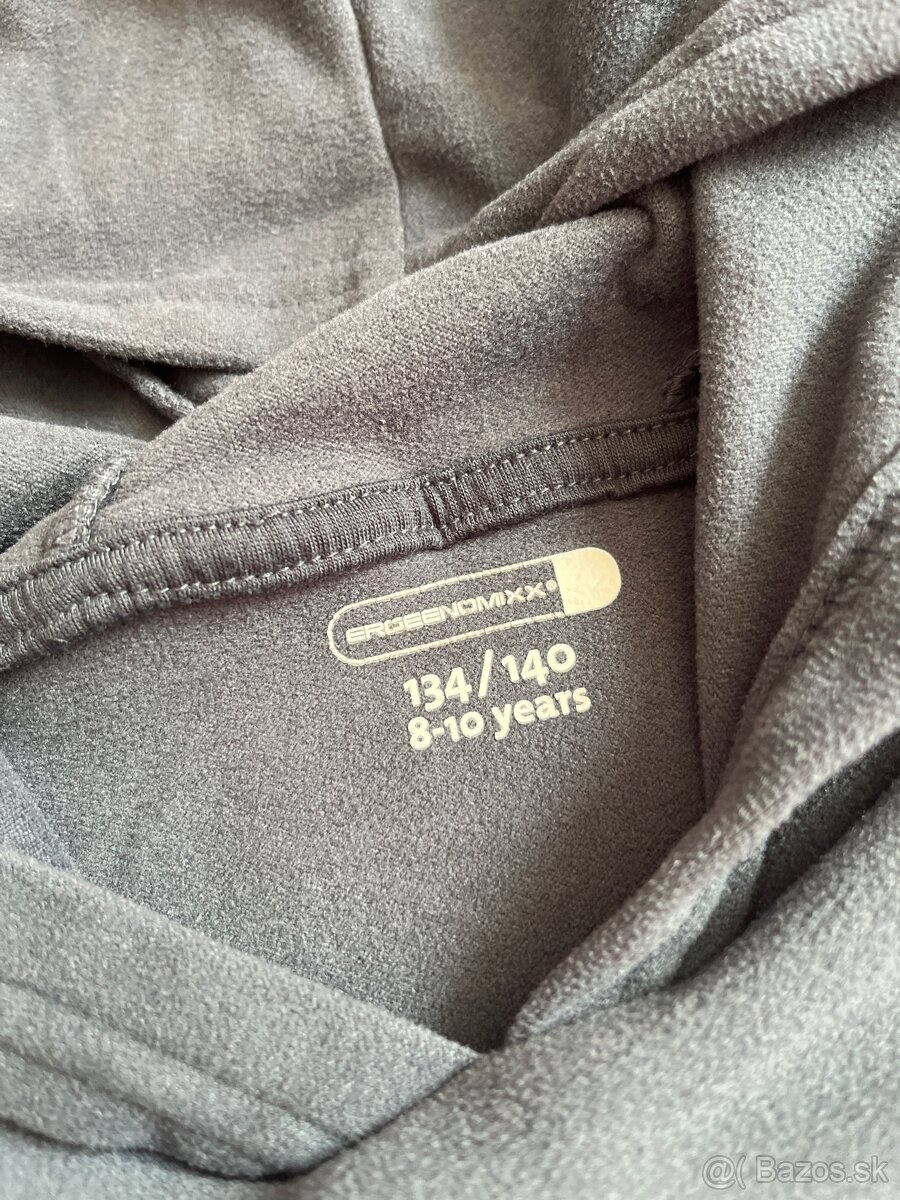 ERGEENOMIXX®
134/140
8-10 years
@( Bazos.sk